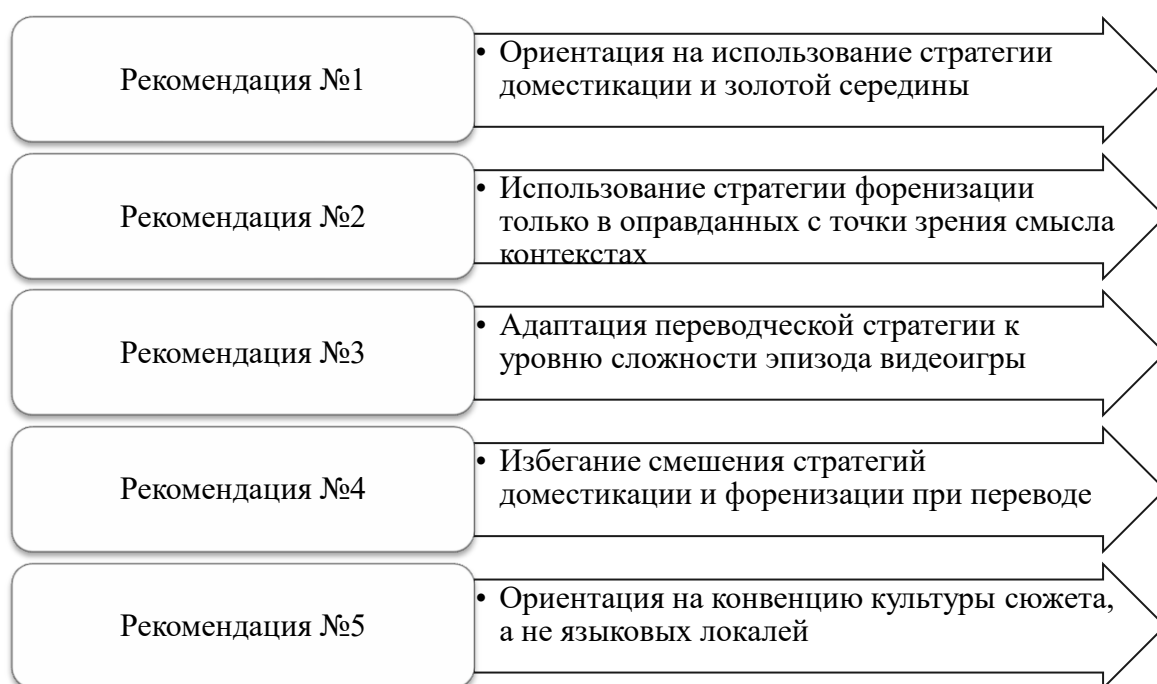 Рекомендация №1
• Ориентация на использование стратегии
доместикации и золотой середины
Рекомендация №2
• Использование стратегии форенизации
только в оправданных с точки зрения смысла
контекстах
Рекомендация №3
• Адаптация переводческой стратегии к
уровню сложности эпизода видеоигры
Рекомендация №4
• Избегание смешения стратегий
доместикации и форенизации при переводе
Рекомендация №5
• Ориентация на конвенцию культуры сюжета,
а не языковых локалей